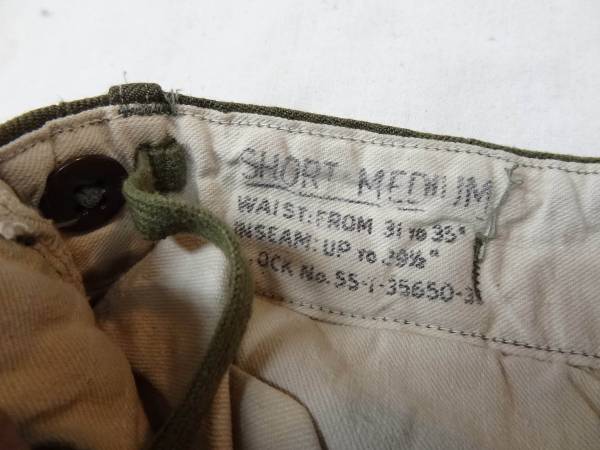 SHORT-MEDIUM
WAIST: FROM 31 TO 35"
INSEAM: UP TO 29½"
OCK No. 55-T-35650-3